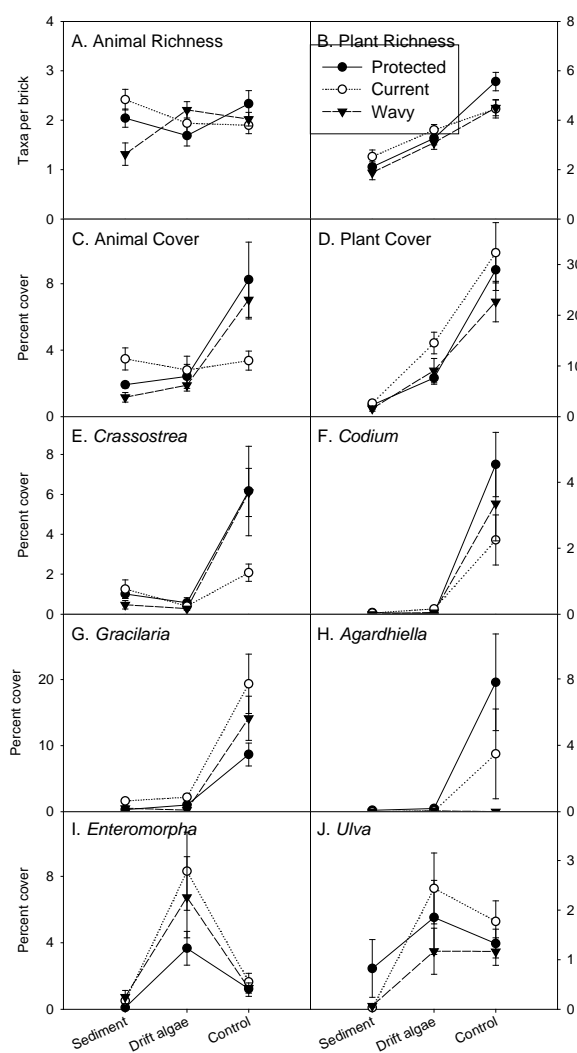 4
8
A. Animal Richness
B. Plant Richness
Protected
Current
Wavy
3
6
Taxa per brick
2
4
1
2
0
0
C. Animal Cover
D. Plant Cover
30
8
Percent cover
20
4
10
0
0
E. Crassostrea
F. Codium
8
6
4
Percent cover
4
2
2
0
0
G. Gracilaria
H. Agardhiella
8
20
Percent cover
4
10
0
0
I. Enteromorpha
J. Ulva
3
8
Percent cover
2
4
1
0
0
Sediment
Drift algae
Control
Sediment
Drift algae
Control